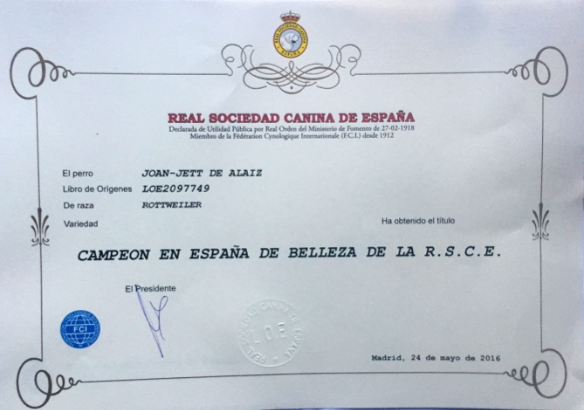 REAL SOCIEDAD CANINA DE ESPAÑA
Declarada de Utilidad Pública por Real Orden del Ministerio de Fomento de 27-02-1918
Miembro de la Fédération Cynologique Internationale (F.C.I.) desde 1912
El perro JOAN-JETT DE ALAIZ
Libro de Origenes LOE2097749
De raza ROTTWEILER
Variedad
Ha obtenido el título
CAMPEON EN ESPAÑA DE BELLEZA DE LA R.S.C.E.
El Presidente
FCI
L.O.E.
Madrid, 24 de mayo de 2016